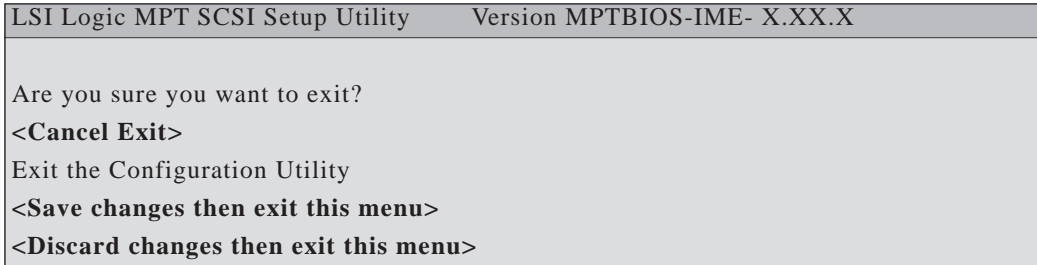 LSI Logic MPT SCSI Setup Utility Version MPTBIOS-IME- X.XX.X
Are you sure you want to exit?
<Cancel Exit>
Exit the Configuration Utility
<Save changes then exit this menu>
<Discard changes then exit this menu>